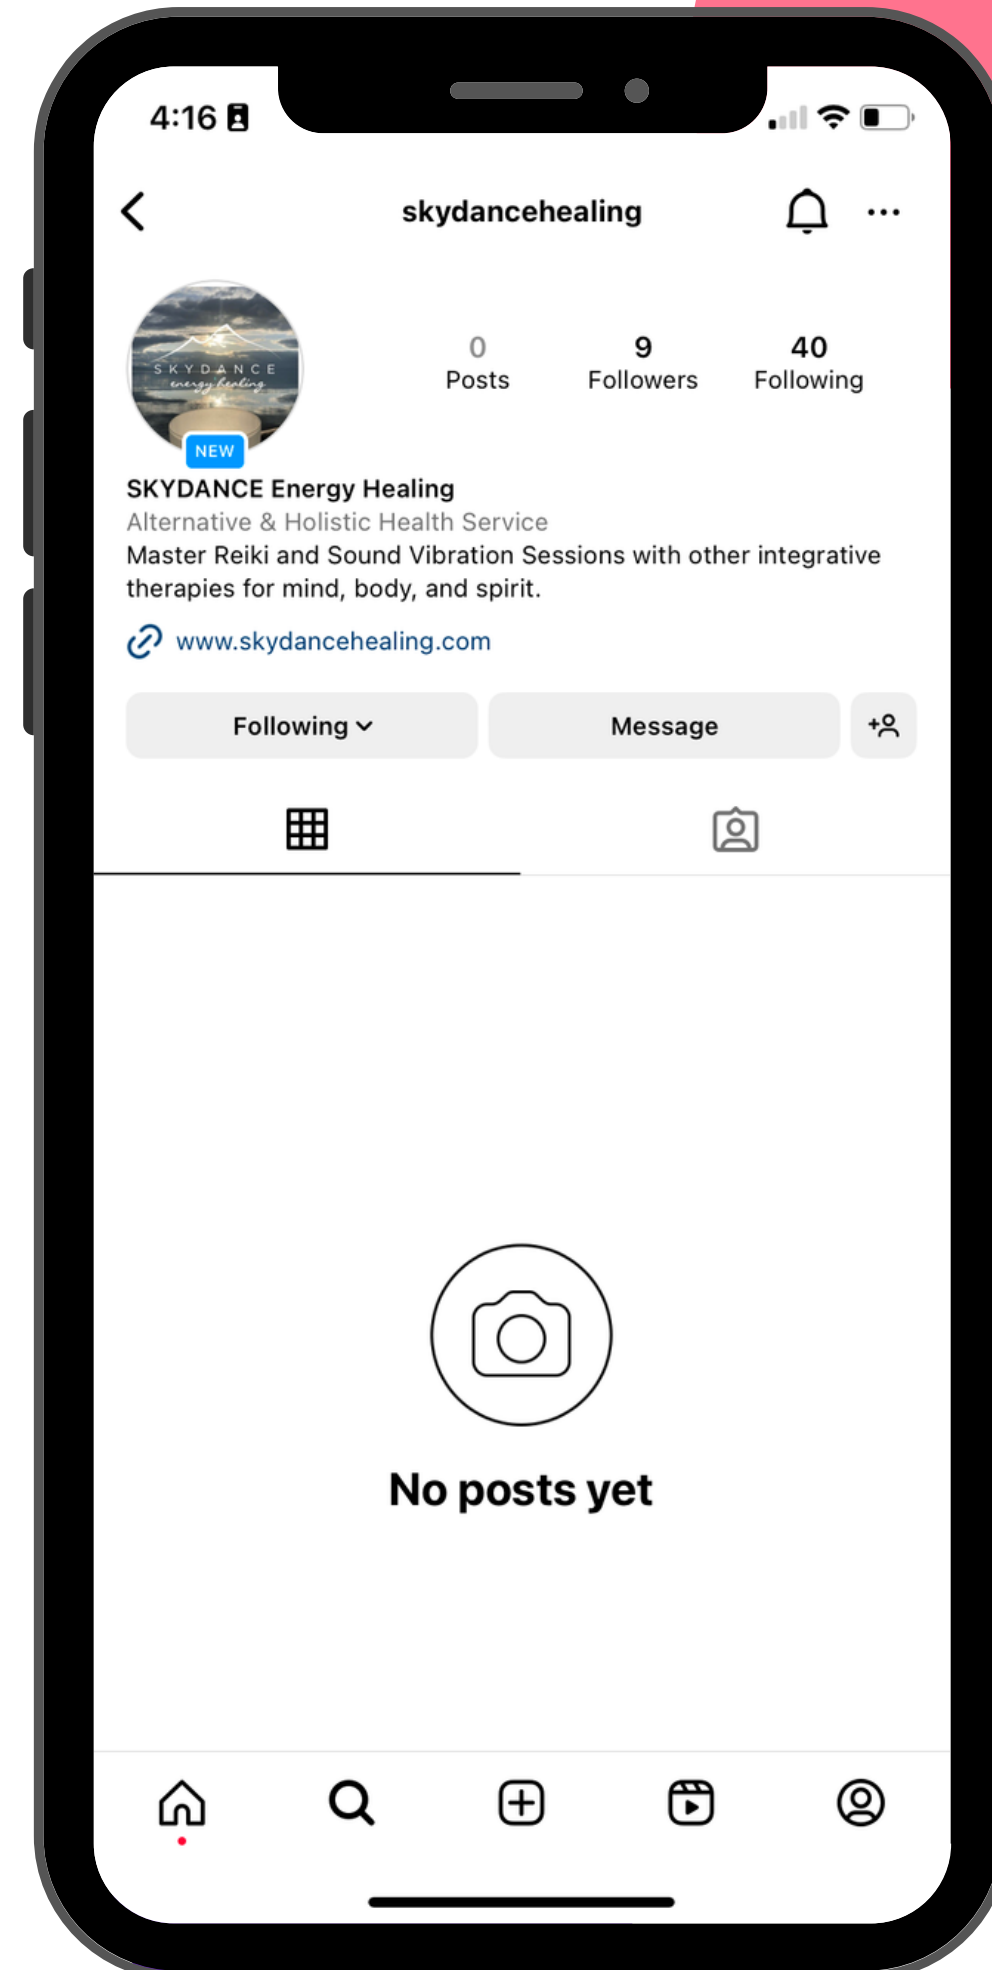 4:16
skydancehealing
SKYDANCE
energy healing
NEW
0
Posts
9
Followers
40
Following
SKYDANCE Energy Healing
Alternative & Holistic Health Service
Master Reiki and Sound Vibration Sessions with other integrative
therapies for mind, body, and spirit.
www.skydancehealing.com
Following
Message
No posts yet